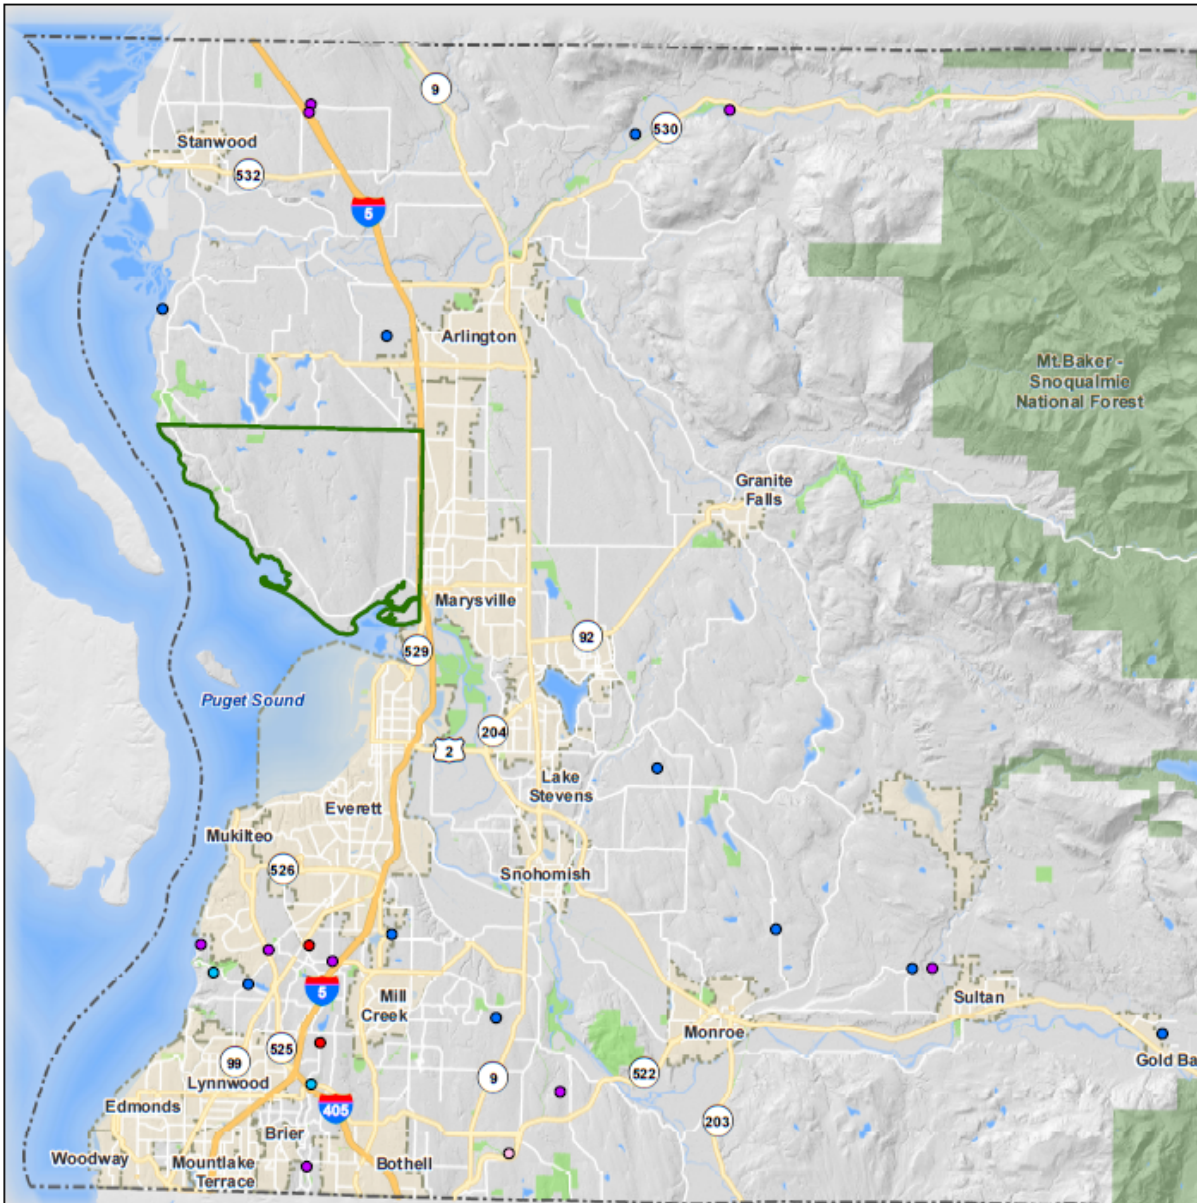 9
530
Stanwood
532
5
Arlington
Mt.Baker -
Snoqualmie
National Forest
Granite
Falls
Marysville
92
529
Puget Sound
204
2
Lake
Stevens
Everett
Mukilteo
526
Snohomish
5
Mill
Creek
Sultan
Monroe
Gold Ba
525
99
Lynnwood
9
522
405
Edmonds
203
Brier
Woodway
Mountlake
Terrace
Bothell